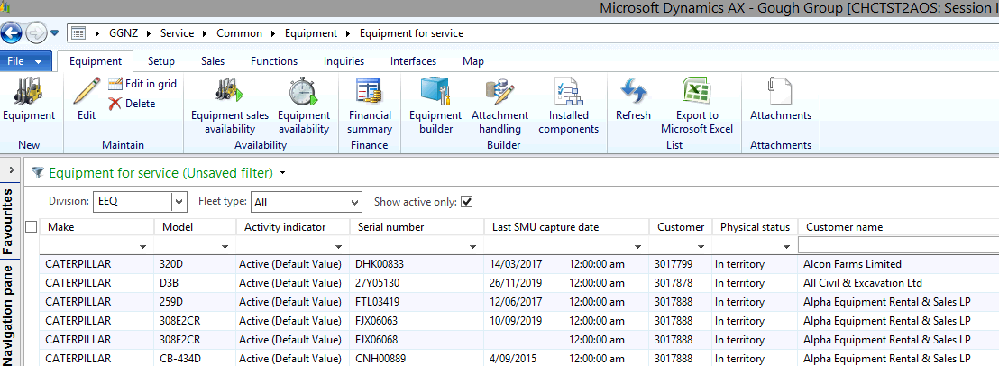 Microsoft Dynamics AX - Gough Group [CHCTST2AOS: Session I
GGNZ Service Common Equipment Equipment for service
File Equipment Setup Sales Functions Inquiries Interfaces Map
Equipment
New
Edit
Edit in grid
Delete
Maintain
Equipment sales
availability
Equipment
availability
Availability
Financial
summary
Finance
Equipment
builder
Attachment
handling
Installed
components
Builder
Refresh
Export to
Microsoft Excel
List
Attachments
Attachments
Favourites
Navigation pane
Equipment for service (Unsaved filter)
Division: EEQ Fleet type: All Show active only:
Make Model Activity indicator Serial number Last SMU capture date Customer Physical status Customer name
CATERPILLAR 320D Active (Default Value) DHK00833 14/03/2017 12:00:00 am 3017799 In territory Alcon Farms Limited
CATERPILLAR D3B Active (Default Value) 27Y05130 26/11/2019 12:00:00 am 3017878 In territory All Civil & Excavation Ltd
CATERPILLAR 259D Active (Default Value) FTL03419 12/06/2017 12:00:00 am 3017888 In territory Alpha Equipment Rental & Sales LP
CATERPILLAR 308E2CR Active (Default Value) FJX06063 10/09/2019 12:00:00 am 3017888 In territory Alpha Equipment Rental & Sales LP
CATERPILLAR 308E2CR Active (Default Value) FJX06068 12:00:00 am 3017888 In territory Alpha Equipment Rental & Sales LP
CATERPILLAR CB-434D Active (Default Value) CNH00889 4/09/2015 12:00:00 am 3017888 In territory Alpha Equipment Rental & Sales LP